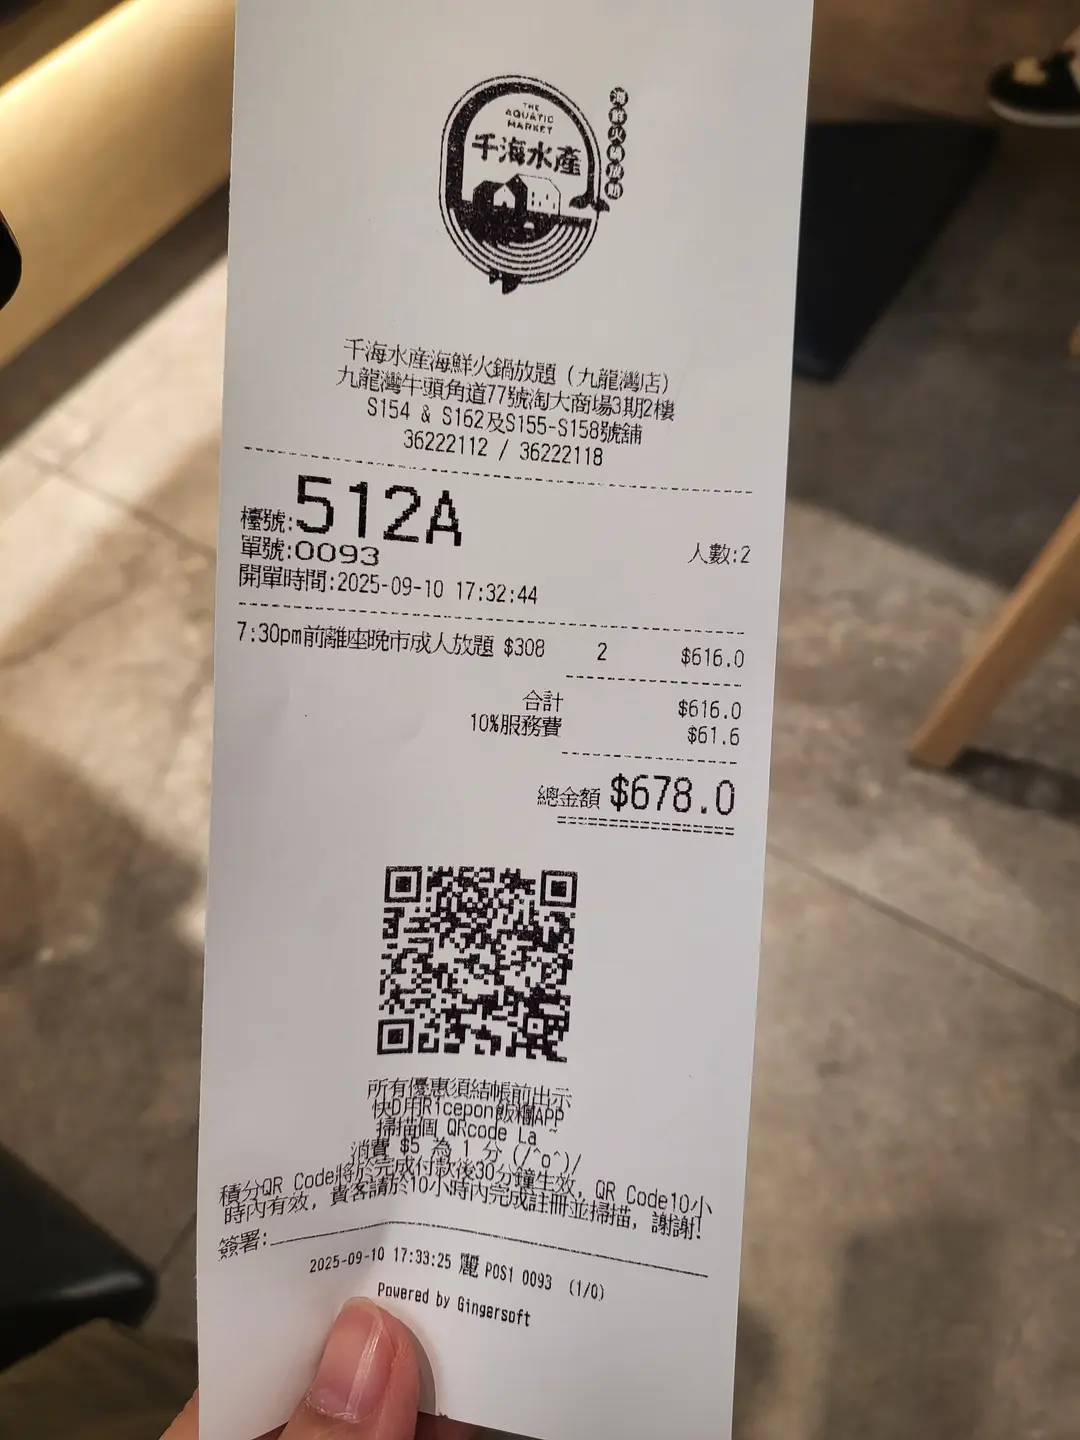 THE
AQUATIC
MARKET
千海水產
海鮮火鍋放題
千海水産海鮮火鍋放題（九龍灣店）
九龍灣牛頭角道77號淘大商場3期2樓
S154 & S162及S155-S158號舖
36222112 / 36222118
檯號:512A
人數:2
單號:0093
開單時間:2025-09-10 17:32:44
7:30pm前離座晚市成人放題 $308 2 $616.0
合計 $616.0
10%服務費 $61.6
總金額 $678.0
所有優惠須結帳前出示
快D用Ricepon飯糰APP
掃描個 QRcode La ~
消費 $5 為 1 分 (/^o^)/
積分QR Code將於完成付款後30分鐘生效, QR Code10小
時內有效, 貴客請於10小時內完成註冊並掃描, 謝謝!
簽署:
2025-09-10 17:33:25 麗 POS1 0093 (1/0)
Powered by Gingersoft